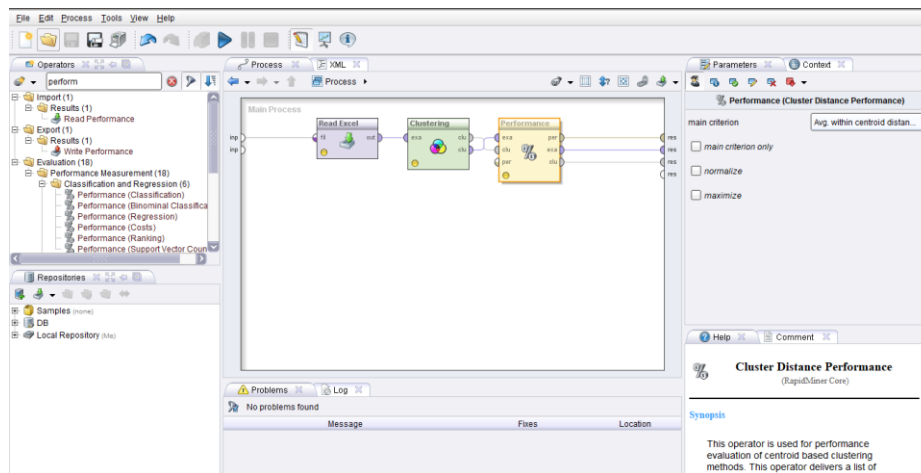 File Edit Process Tools View Help
Operators
perform
Import (1)
Results (1)
Read Performance
Export (1)
Results (1)
Write Performance
Evaluation (18)
Performance Measurement (18)
Classification and Regression (6)
Performance (Classification)
Performance (Binominal Classifica
Performance (Regression)
Performance (Costs)
Performance (Ranking)
Performance (Support Vector Coun
Repositories
Samples (none)
DB
Local Repository (Me)
Process
XML
Process
Main Process
inp
inp
Read Excel
fil
out
Clustering
exa
clu
clu
Performance
exa
per
clu
exa
per
clu
res
res
res
res
Problems
Log
No problems found
Message Fixes Location
Parameters
Context
Performance (Cluster Distance Performance)
main criterion
Avg. within centroid distan...
main criterion only
normalize
maximize
Help
Comment
Cluster Distance Performance
(RapidMiner Core)
Synopsis
This operator is used for performance
evaluation of centroid based clustering
methods. This operator delivers a list of